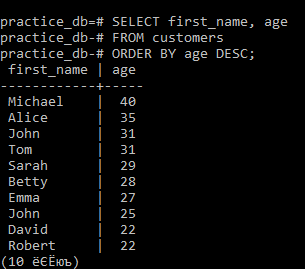 practice_db=# SELECT first_name, age
practice_db-# FROM customers
practice_db-# ORDER BY age DESC;
 first_name | age
------------+-----
 Michael    |  40
 Alice      |  35
 John       |  31
 Tom        |  31
 Sarah      |  29
 Betty      |  28
 Emma       |  27
 John       |  25
 David      |  22
 Robert     |  22
(10 ёЄЁюъ)